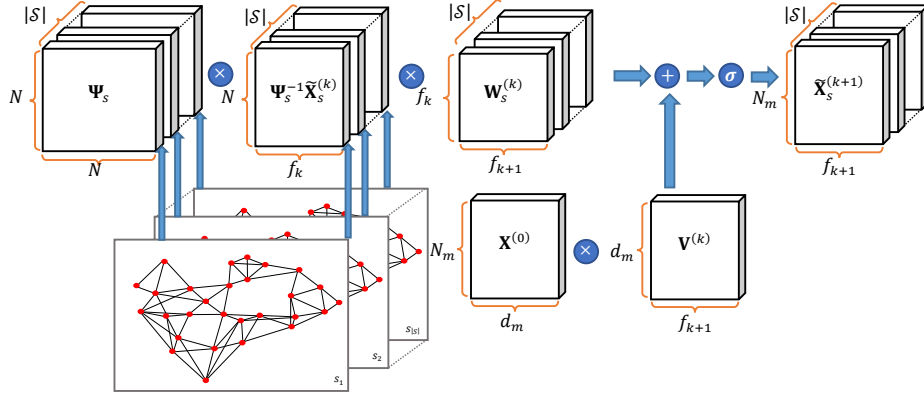 |𝒮|
N
Ψ_s
N
×
|𝒮|
N
Ψ_s^{-1} X̃_s^{(k)}
f_k
×
|𝒮|
f_k
W_s^{(k)}
f_{k+1}
+
σ
|𝒮|
N_m
X̃_s^{(k+1)}
f_{k+1}
s_1
s_2
s_{|s|}
N_m
X^{(0)}
d_m
×
d_m
V^{(k)}
f_{k+1}